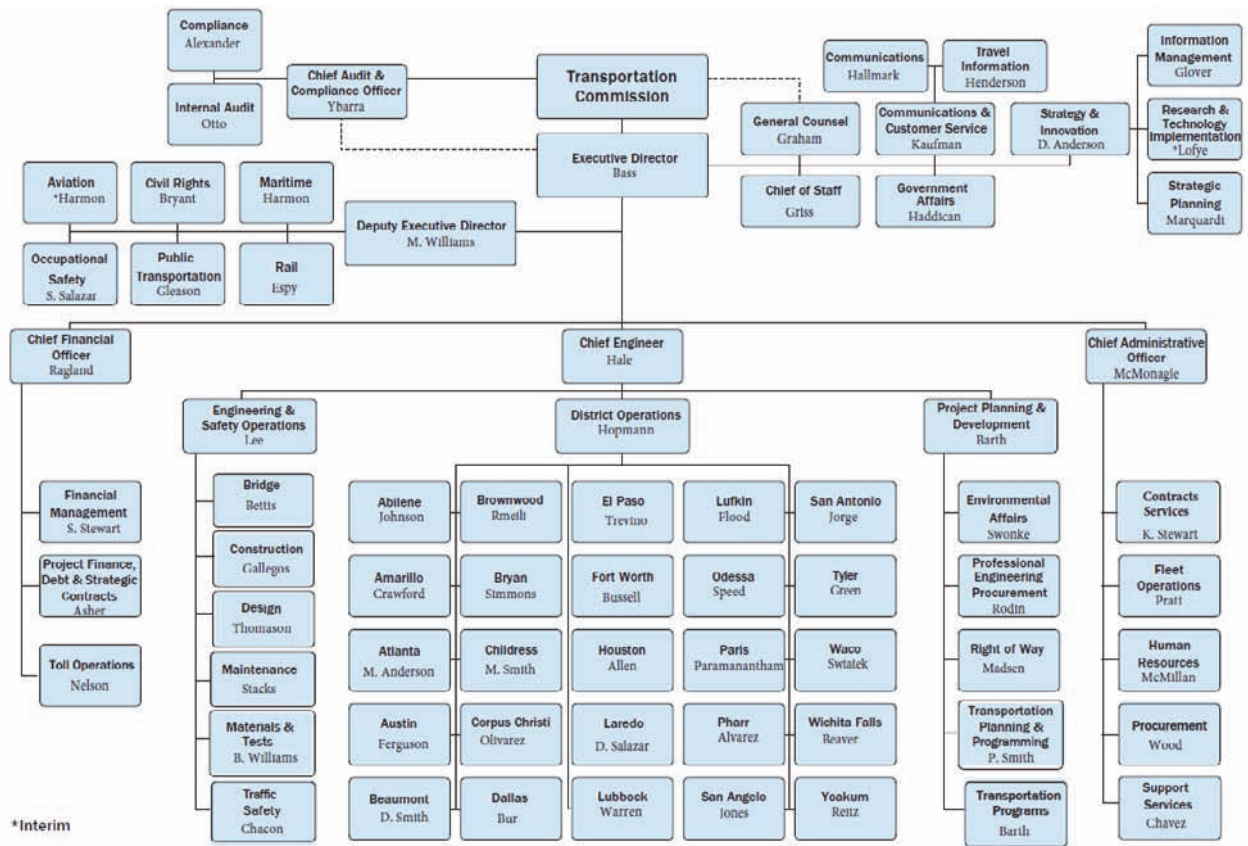 Compliance
Alexander
Internal Audit
Otto
Chief Audit &
Compliance Officer
Ybarra
Transportation
Commission
Executive Director
Bass
General Counsel
Graham
Chief of Staff
Griss
Communications
Hallmark
Travel
Information
Henderson
Communications &
Customer Service
Kaufman
Government
Affairs
Haddican
Strategy &
Innovation
D. Anderson
Information
Management
Glover
Research &
Technology
Implementation
*Lofye
Strategic
Planning
Marquardt
Aviation
*Harmon
Civil Rights
Bryant
Maritime
Harmon
Occupational
Safety
S. Salazar
Public
Transportation
Gleason
Rail
Espy
Deputy Executive Director
M. Williams
Chief Financial
Officer
Ragland
Chief Engineer
Hale
Chief Administrative
Officer
McMonagle
Financial
Management
S. Stewart
Project Finance,
Debt & Strategic
Contracts
Asher
Toll Operations
Nelson
Engineering &
Safety Operations
Lee
Bridge
Bettis
Construction
Gallegos
Design
Thomason
Maintenance
Stacks
Materials &
Tests
B. Williams
Traffic
Safety
Chacon
District Operations
Hopmann
Abilene
Johnson
Brownwood
Rmeili
El Paso
Trevino
Lufkin
Flood
San Antonio
Jorge
Amarillo
Crawford
Bryan
Simmons
Fort Worth
Bussell
Odessa
Speed
Tyler
Green
Atlanta
M. Anderson
Childress
M. Smith
Houston
Allen
Paris
Paramanantham
Waco
Swiatek
Austin
Ferguson
Corpus Christi
Olivarez
Laredo
D. Salazar
Pharr
Alvarez
Wichita Falls
Reaver
Beaumont
D. Smith
Dallas
Bur
Lubbock
Warren
San Angelo
Jones
Yoakum
Reitz
Project Planning &
Development
Barth
Environmental
Affairs
Swonke
Professional
Engineering
Procurement
Rodin
Right of Way
Madsen
Transportation
Planning &
Programming
P. Smith
Transportation
Programs
Barth
Contracts
Services
K. Stewart
Fleet
Operations
Pratt
Human
Resources
McMillan
Procurement
Wood
Support
Services
Chavez
*Interim